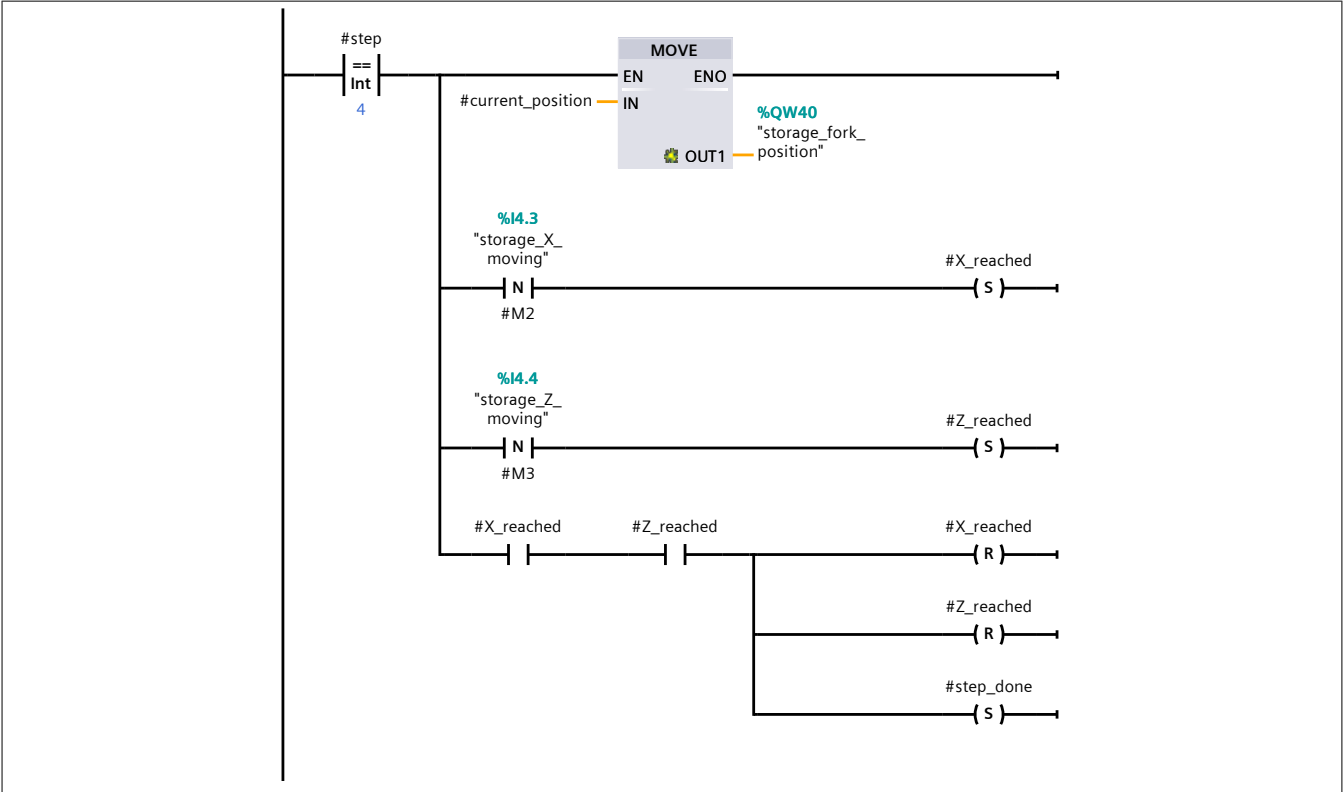 #step
==
Int
4
MOVE
EN ENO
#current_position IN
%QW40
"storage_fork_
position"
OUT1
%I4.3
"storage_X_
moving"
N
#M2
#X_reached
S
%I4.4
"storage_Z_
moving"
N
#M3
#Z_reached
S
#X_reached
#Z_reached
#X_reached
R
#Z_reached
R
#step_done
S